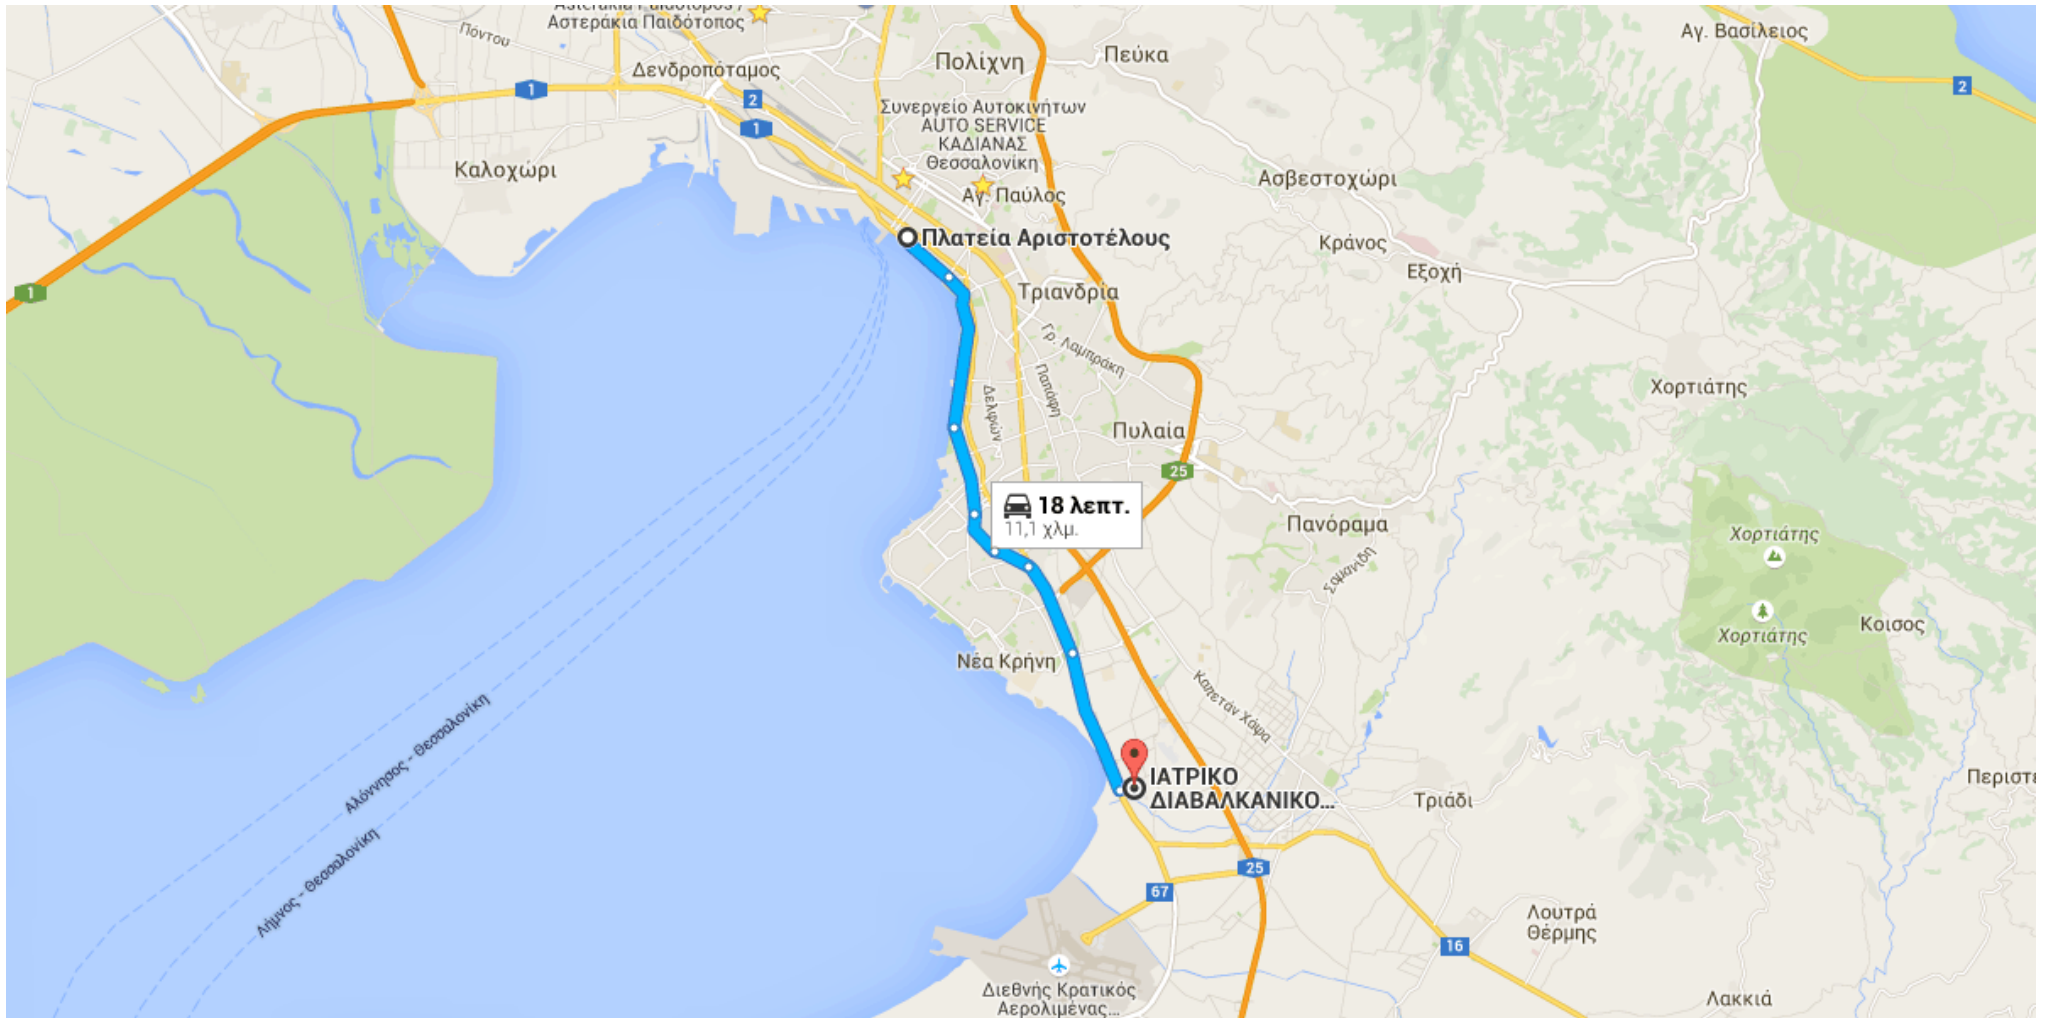 Αστεράκια Παιδότοπος
Πόντου
Δενδροπόταμος
Πολίχνη
Πεύκα
Αγ. Βασίλειος
1
2
2
1
Συνεργείο Αυτοκινήτων
AUTO SERVICE
ΚΑΔΙΑΝΑΣ
Θεσσαλονίκη
Καλοχώρι
Αγ. Παύλος
Ασβεστοχώρι
Πλατεία Αριστοτέλους
Κράνος
Εξοχή
1
Τριανδρία
Γρ. Λαμπράκη
Παπάφη
Δελφών
Χορτιάτης
Πυλαία
25
18 λεπτ.
11,1 χλμ.
Πανόραμα
Σομανίδη
Χορτιάτης
Χορτιάτης
Κοισος
Νέα Κρήνη
Καπετάν Χάψα
Αλόννησος - Θεσσαλονίκη
Λήμνος - Θεσσαλονίκη
ΙΑΤΡΙΚΟ
ΔΙΑΒΑΛΚΑΝΙΚΟ...
Τριάδι
Περιστε
25
67
16
Λουτρά
Θέρμης
Διεθνής Κρατικός
Αερολιμένας...
Λακκιά